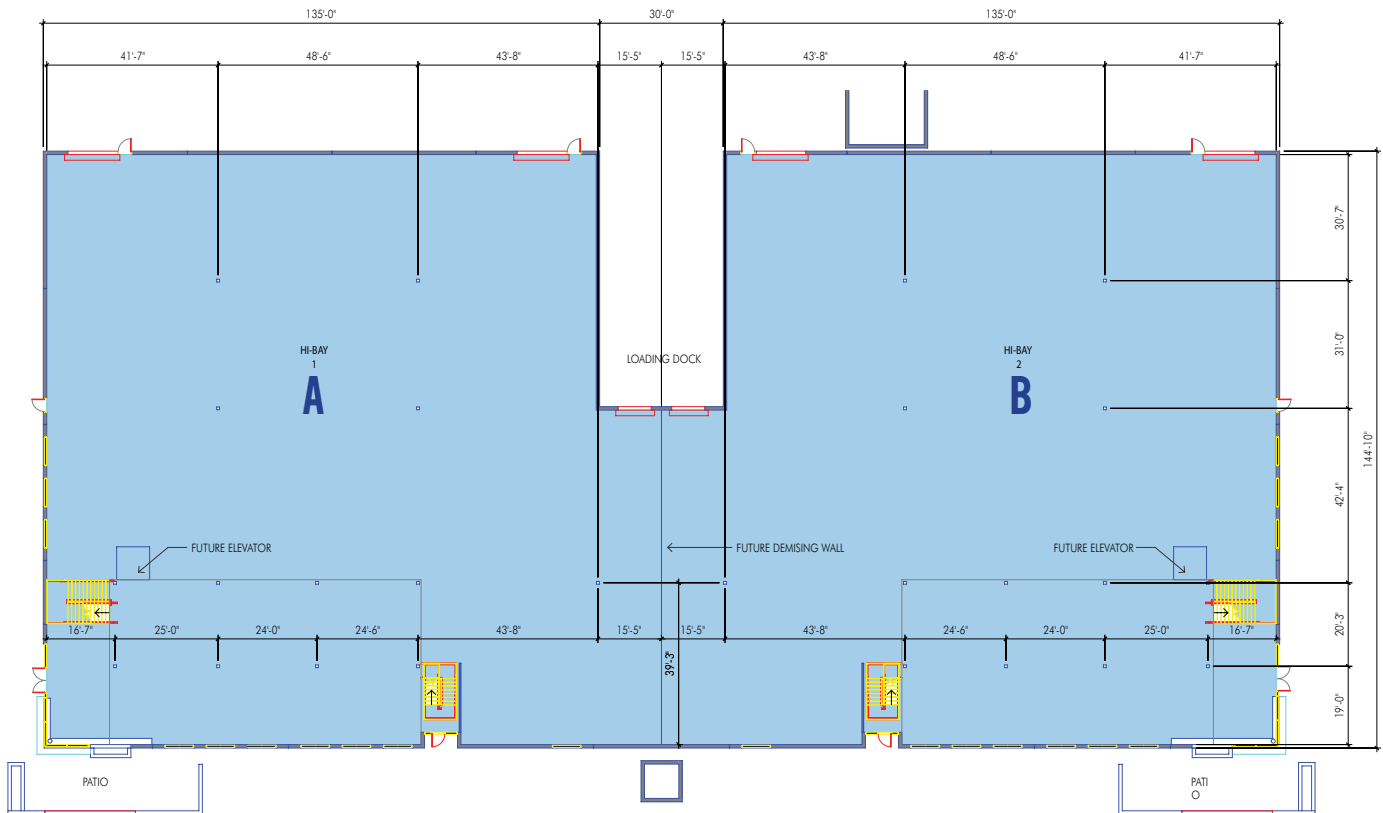 135'-0" 30'-0" 135'-0"
41'-7" 48'-6" 43'-8" 15'-5" 15'-5" 43'-8" 48'-6" 41'-7"
30'-7"
31'-0"
HI-BAY
1
A
LOADING DOCK
HI-BAY
2
B
144'-10"
42'-4"
FUTURE ELEVATOR
FUTURE DEMISING WALL
FUTURE ELEVATOR
20'-3"
16'-7" 25'-0" 24'-0" 24'-6" 43'-8" 15'-5" 15'-5" 43'-8" 24'-6" 24'-0" 25'-0" 16'-7"
39'-3"
19'-0"
PATIO
PATI
O